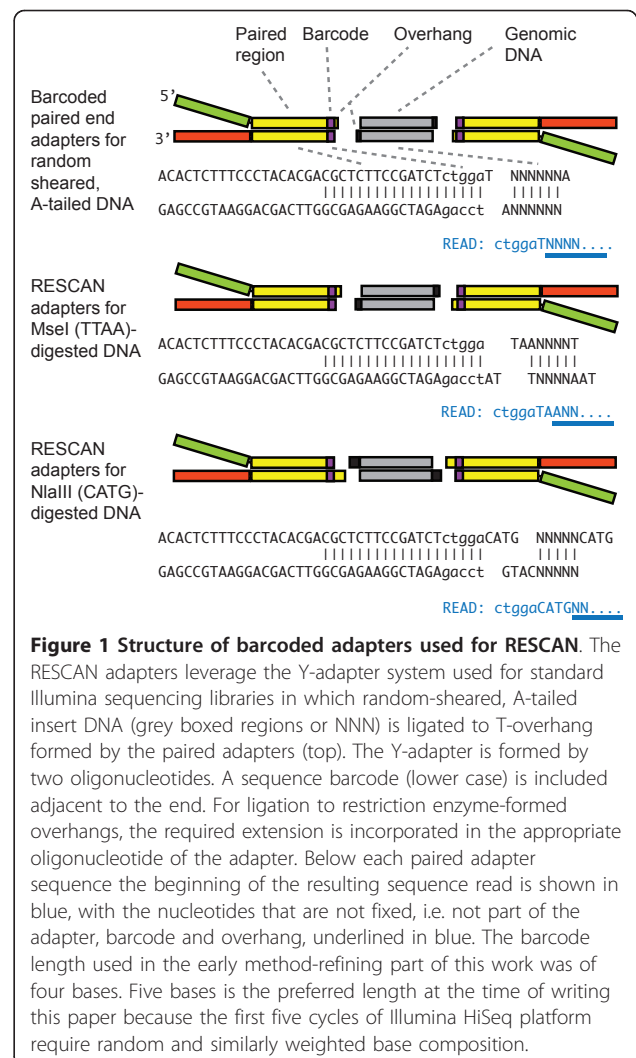 Paired region
Barcode
Overhang
Genomic DNA
5’
3’
Barcoded
paired end
adapters for
random
sheared,
A-tailed DNA
ACACTCTTTCCCTACACGACGCTCTTCCGATCTctggaT NNNNNNA
||||||||||||||||||| ||||||
GAGCCGTAAGGACGACTTGGCGAGAAGGCTAGAgacct ANNNNNN
READ: ctggaTNNNN....
RESCAN
adapters for
MseI (TTAA)-
digested DNA
ACACTCTTTCCCTACACGACGCTCTTCCGATCTctgga TAANNNNT
||||||||||||||||||| ||||||
GAGCCGTAAGGACGACTTGGCGAGAAGGCTAGAgacctAT TNNNNAAT
READ: ctggaTAANN....
RESCAN
adapters for
NlaIII (CATG)-
digested DNA
ACACTCTTTCCCTACACGACGCTCTTCCGATCTctggaCATG NNNNNCATG
||||||||||||||||||| |||||
GAGCCGTAAGGACGACTTGGCGAGAAGGCTAGAgacct GTACNNNNN
READ: ctggaCATGNN....
Figure 1 Structure of barcoded adapters used for RESCAN. The
RESCAN adapters leverage the Y-adapter system used for standard
Illumina sequencing libraries in which random-sheared, A-tailed
insert DNA (grey boxed regions or NNN) is ligated to T-overhang
formed by the paired adapters (top). The Y-adapter is formed by
two oligonucleotides. A sequence barcode (lower case) is included
adjacent to the end. For ligation to restriction enzyme-formed
overhangs, the required extension is incorporated in the appropriate
oligonucleotide of the adapter. Below each paired adapter
sequence the beginning of the resulting sequence read is shown in
blue, with the nucleotides that are not fixed, i.e. not part of the
adapter, barcode and overhang, underlined in blue. The barcode
length used in the early method-refining part of this work was of
four bases. Five bases is the preferred length at the time of writing
this paper because the first five cycles of Illumina HiSeq platform
require random and similarly weighted base composition.